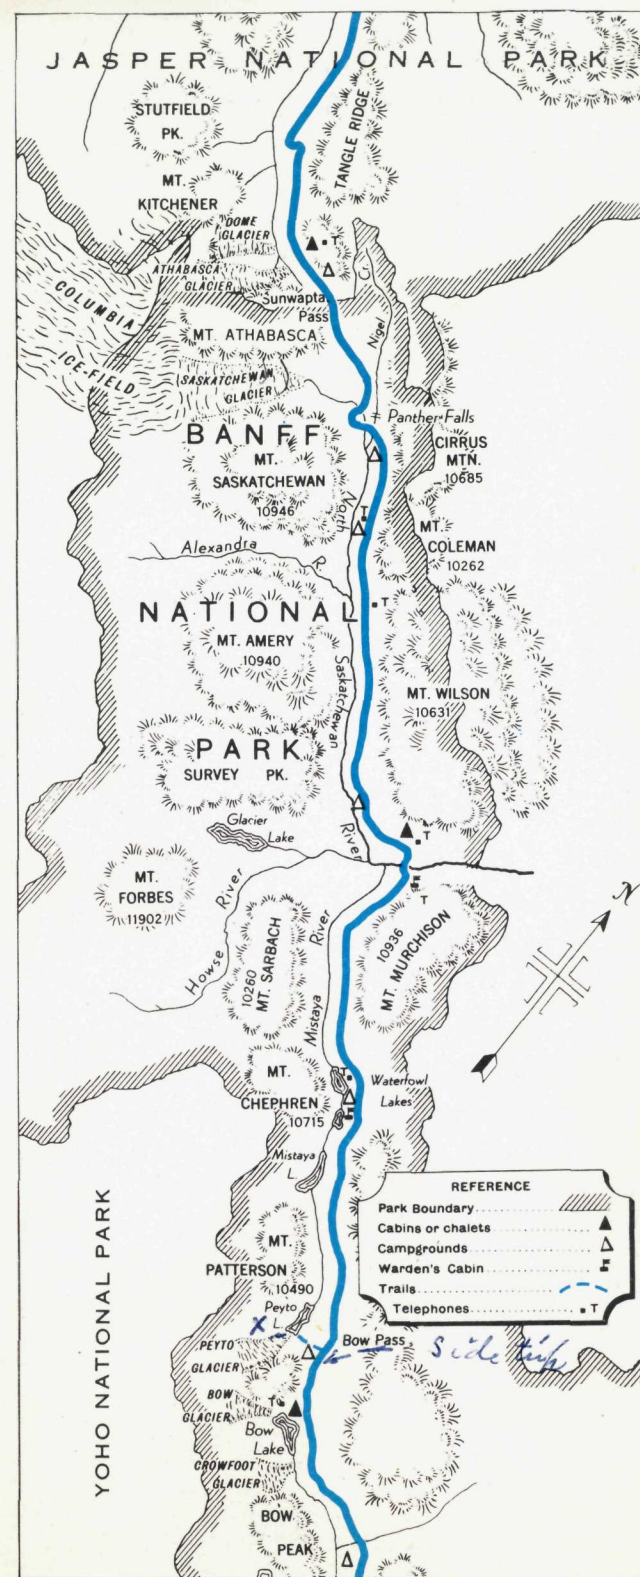 JASPER NATIONAL PARK
STUTFIELD
PK.
TANGLE RIDGE
MT.
KITCHENER
DOME
GLACIER
T
ATHABASCA
GLACIER
Sunwapta
Pass
Nigel Cr.
COLUMBIA
ICE-FIELD
MT. ATHABASCA
SASKATCHEWAN
GLACIER
Panther Falls
BANFF
MT.
SASKATCHEWAN
10946
CIRRUS
MTN.
10685
T
North
MT.
COLEMAN
10262
Alexandra
R.
NATIONAL
T
MT. AMERY
10940
Saskatchewan
MT. WILSON
10631
PARK
SURVEY PK.
Glacier
Lake
River
T
MT.
FORBES
11902
T
Howse River
10260
MT. SARBACH
Mistaya River
10936
MT. MURCHISON
N
MT.
CHEPHREN
10715
T
Waterfowl
Lakes
Mistaya
L.
REFERENCE
Park Boundary
Cabins or chalets
Campgrounds
Warden's Cabin
Trails
Telephones T
YOHO NATIONAL PARK
MT.
PATTERSON
10490
Peyto
L.
X
Bow Pass
Side trip
PEYTO
GLACIER
BOW
GLACIER
T
Bow
Lake
CROWFOOT
GLACIER
BOW
PEAK